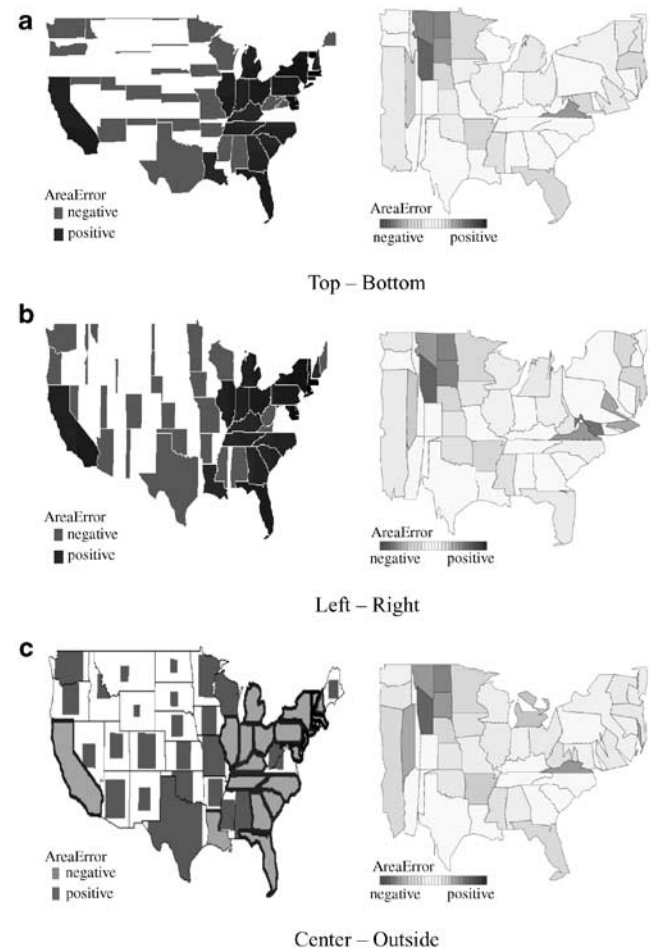 a
AreaError
negative
positive
AreaError
negative positive
Top – Bottom
b
AreaError
negative
positive
AreaError
negative positive
Left – Right
c
AreaError
negative
positive
AreaError
negative positive
Center – Outside